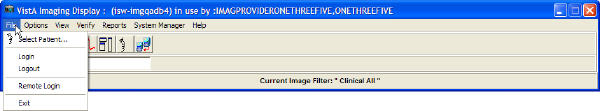 VistA Imaging Display : (isw-imgqadb4) in use by :IMAGPROVIDERONETHREEFIVE,ONETHREEFIVE
File Options View Verify Reports System Manager Help
Select Patient...
Login
Logout
Remote Login
Exit
Current Image Filter: " Clinical All "